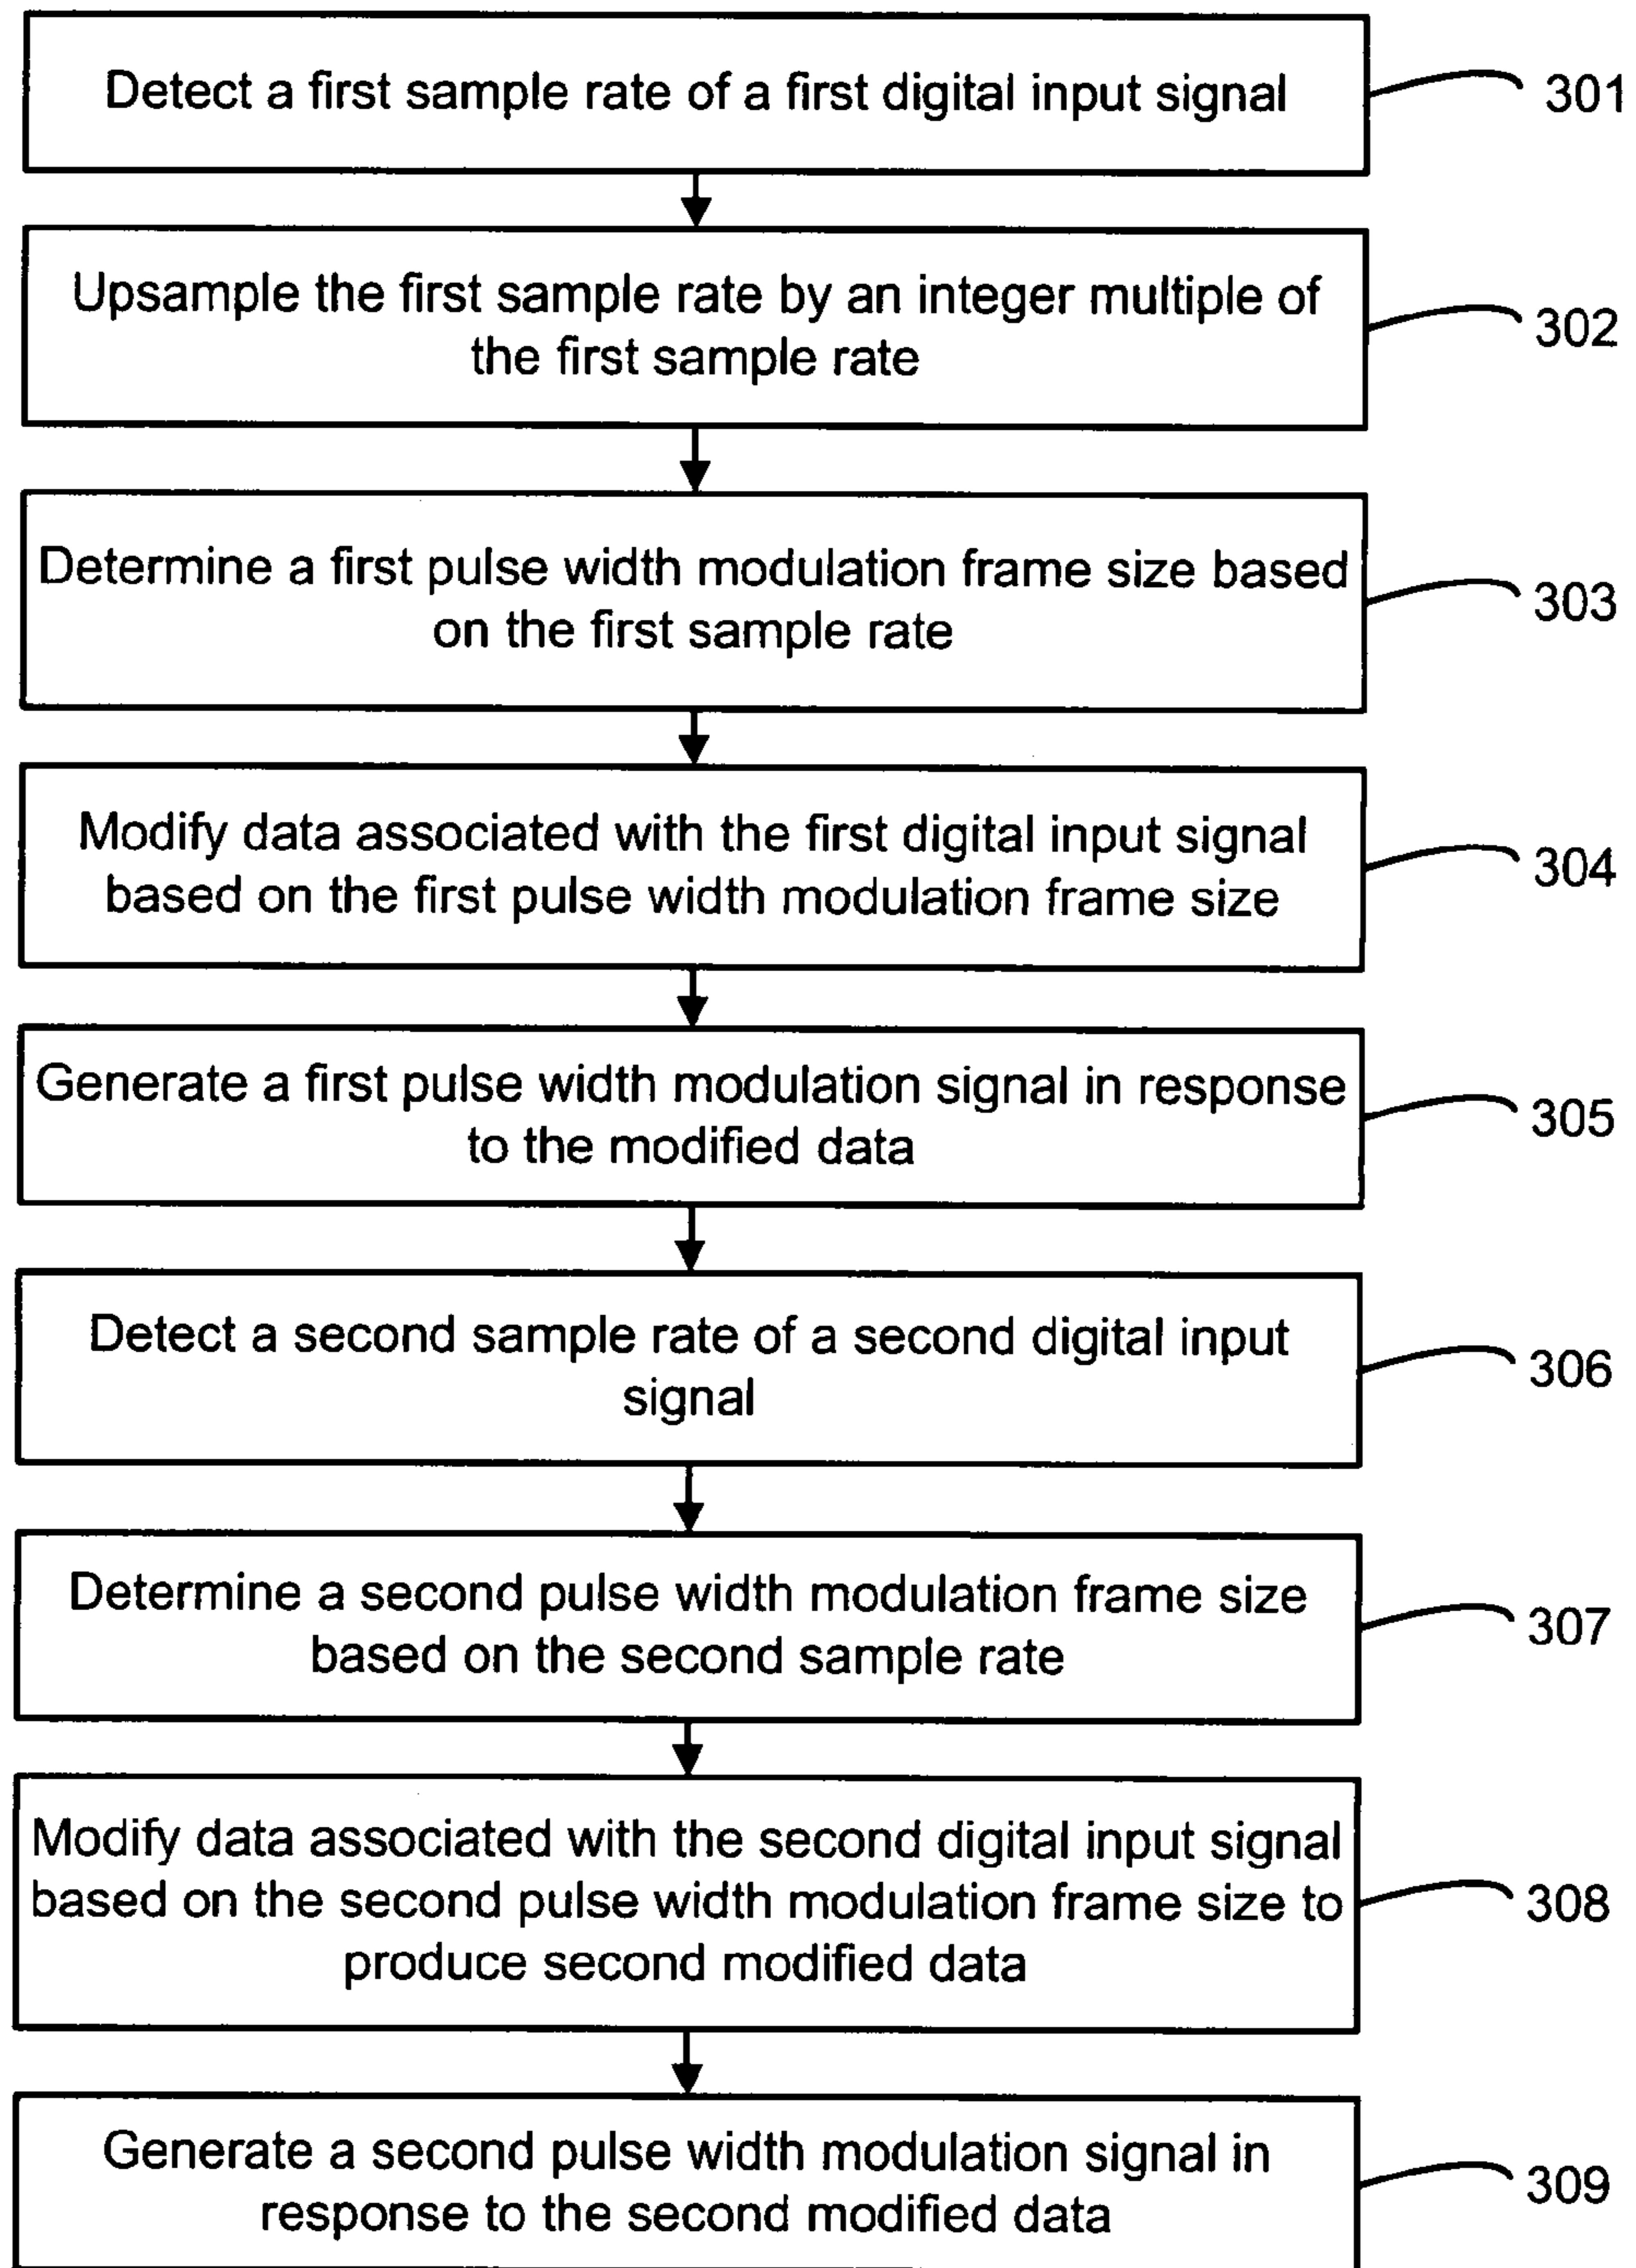 Detect a first sample rate of a first digital input signal
301
Upsample the first sample rate by an integer multiple of
the first sample rate
302
Determine a first pulse width modulation frame size based
on the first sample rate
303
Modify data associated with the first digital input signal
based on the first pulse width modulation frame size
304
Generate a first pulse width modulation signal in response
to the modified data
305
Detect a second sample rate of a second digital input
signal
306
Determine a second pulse width modulation frame size
based on the second sample rate
307
Modify data associated with the second digital input signal
based on the second pulse width modulation frame size to
produce second modified data
308
Generate a second pulse width modulation signal in
response to the second modified data
309